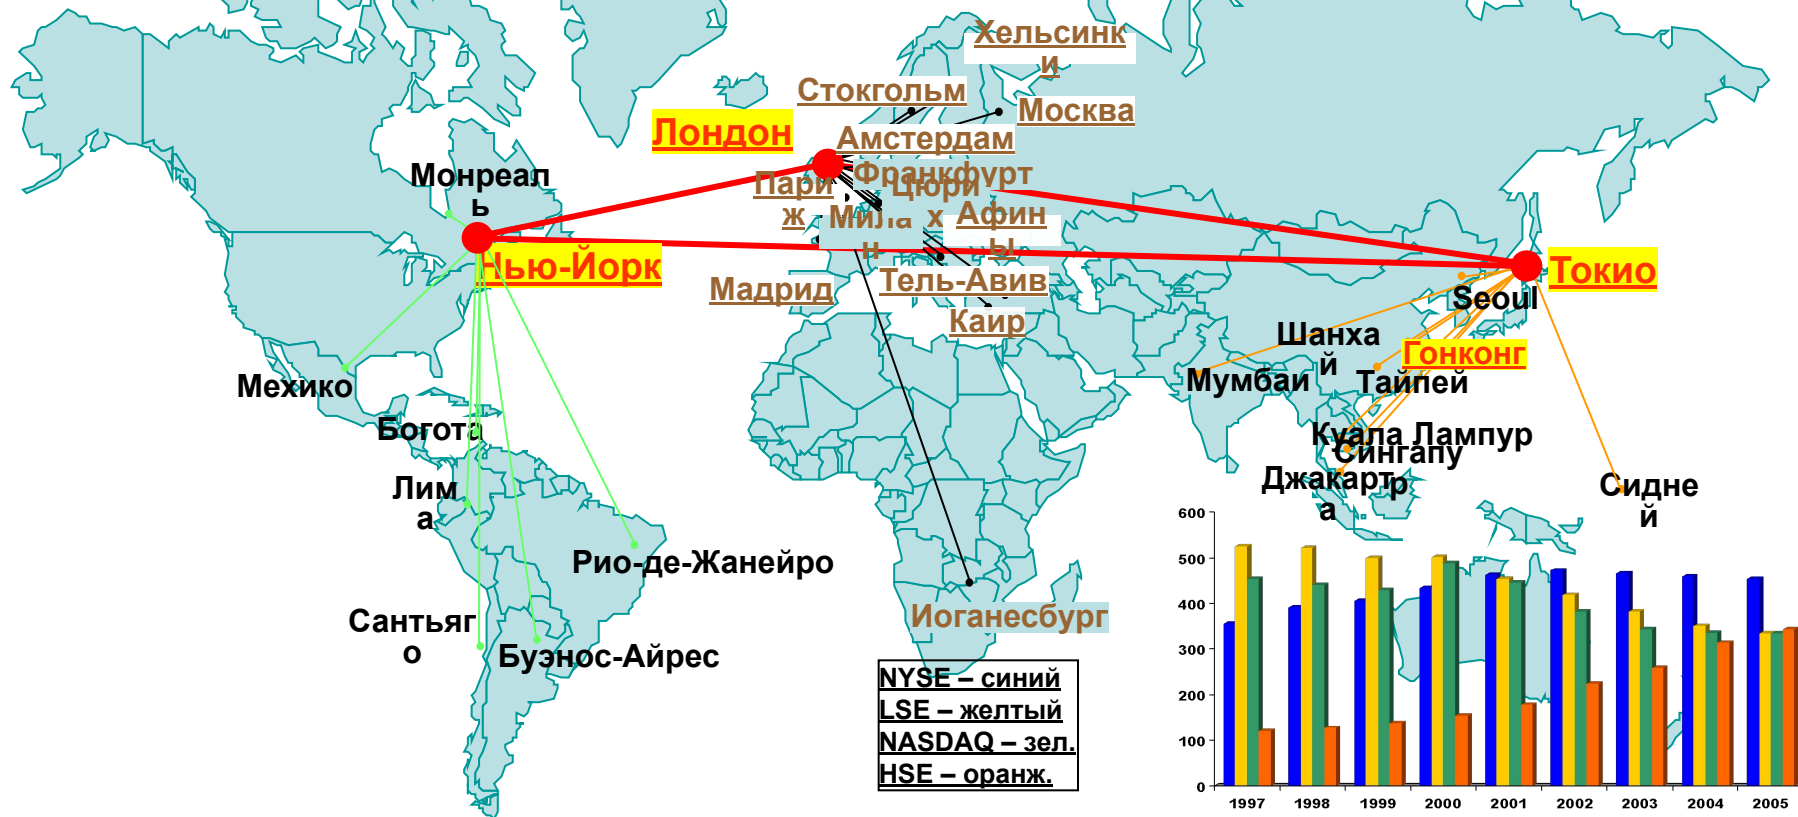 Хельсинк
и
Стокгольм
Москва
Лондон
Амстердам
Франкфурт
Монреал
ь
Пари
ж
Цюри
х
Мила
н
Афин
ы
Нью-Йорк
Токио
Мадрид
Тель-Авив
Seoul
Каир
Шанха
й
Гонконг
Мумбаи
Тайпей
Мехико
Богота
Куала Лампур
Сингапу
р
Джакарт
а
Лим
а
Сидне
й
Рио-де-Жанейро
Иоганесбург
Сантьяг
о
Буэнос-Айрес
NYSE – синий
LSE – желтый
NASDAQ – зел.
HSE – оранж.
600
500
400
300
200
100
0
1997 1998 1999 2000 2001 2002 2003 2004 2005